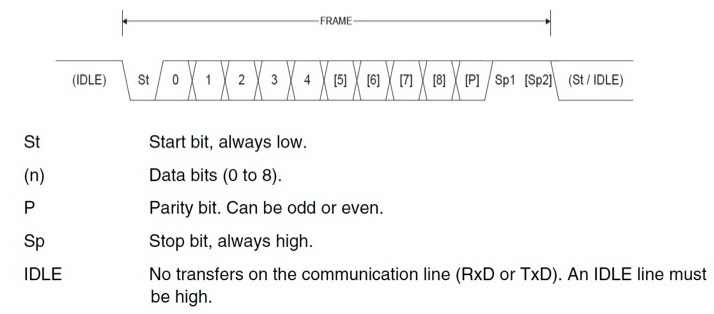 FRAME
(IDLE) St 0 1 2 3 4 [5] [6] [7] [8] [P] Sp1 [Sp2] (St / IDLE)
St Start bit, always low.
(n) Data bits (0 to 8).
P Parity bit. Can be odd or even.
Sp Stop bit, always high.
IDLE No transfers on the communication line (RxD or TxD). An IDLE line must
be high.